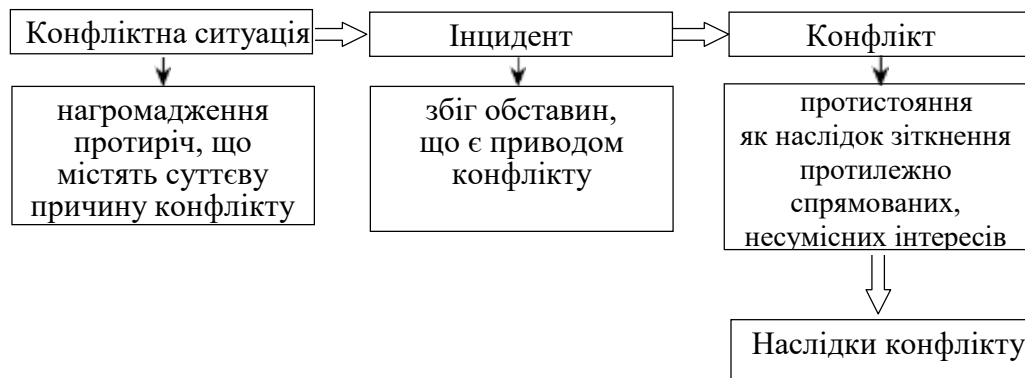 Конфліктна ситуація
Інцидент
Конфлікт
нагромадження
протиріч, що
містять суттєву
причину конфлікту
збіг обставин,
що є приводом
конфлікту
протистояння
як наслідок зіткнення
протилежно
спрямованих,
несумісних інтересів
Наслідки конфлікту